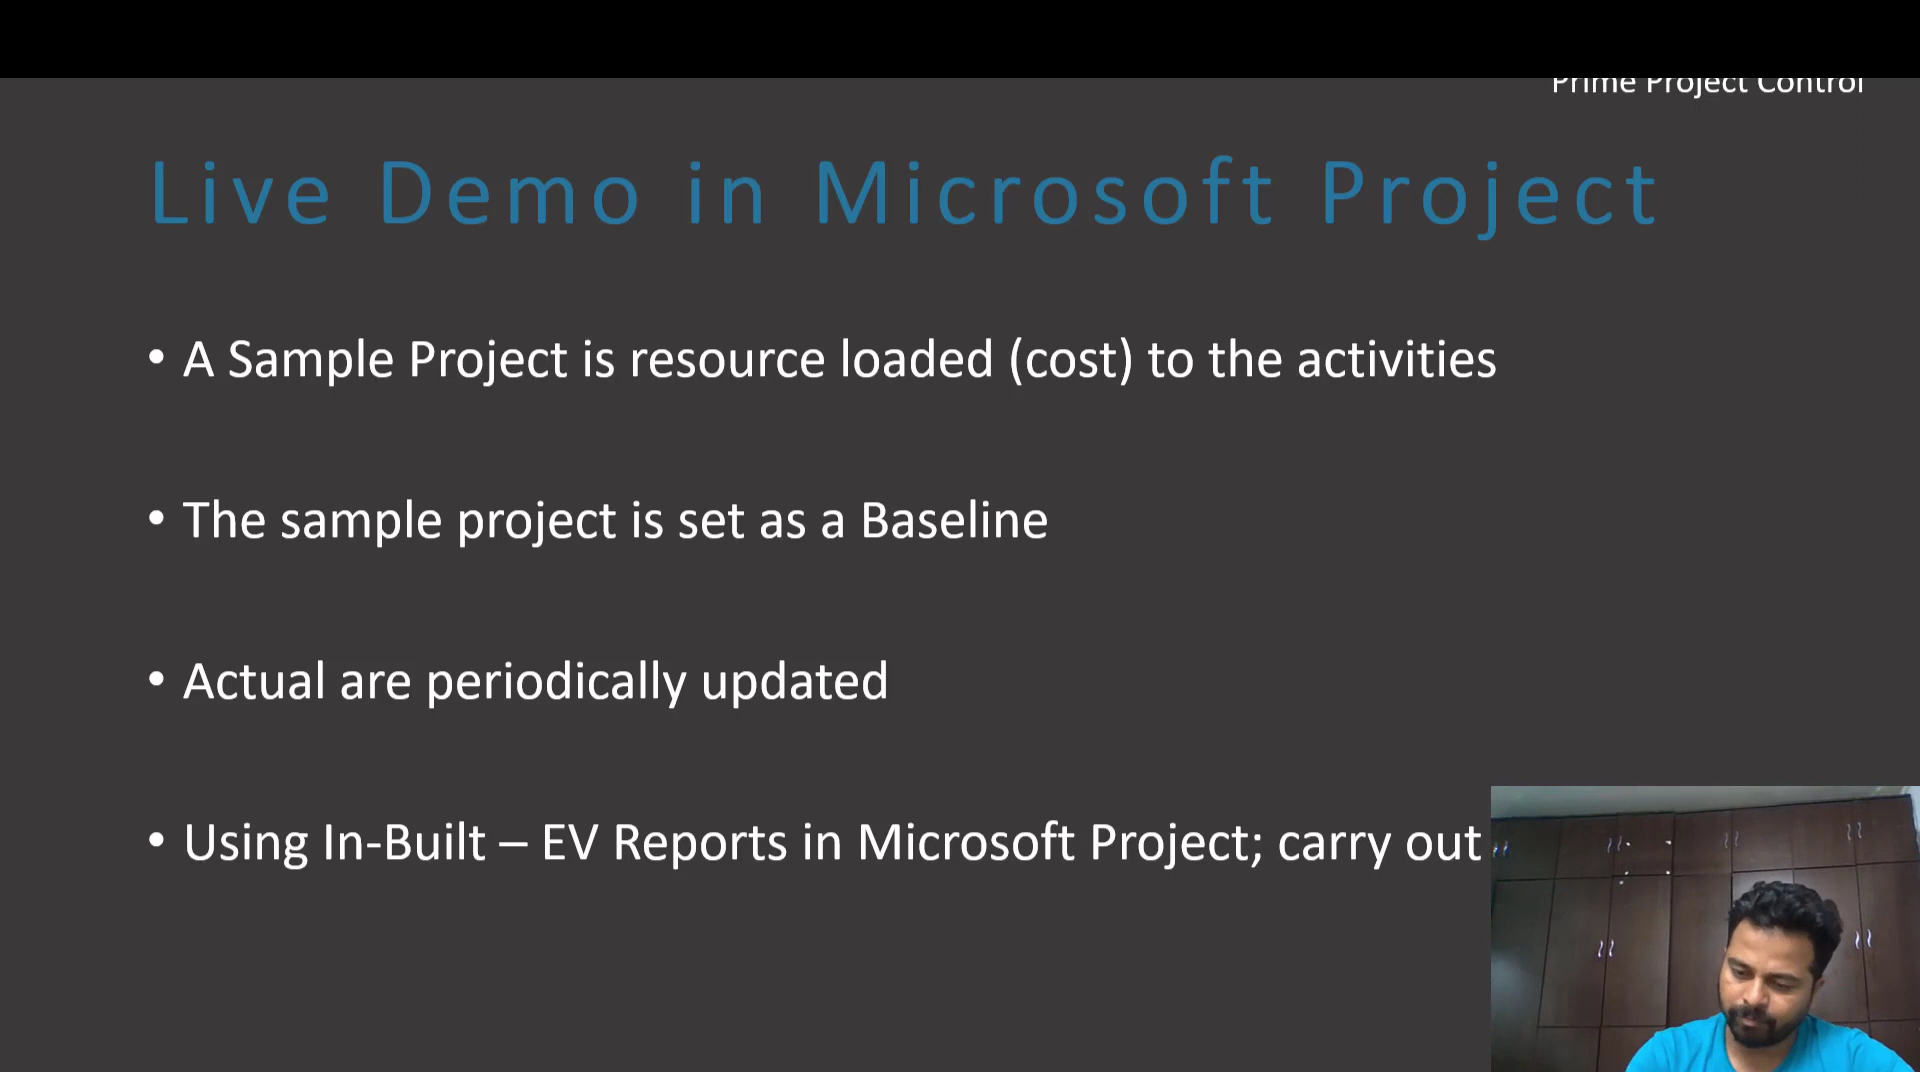 Prime Project Control
Live Demo in Microsoft Project
• A Sample Project is resource loaded (cost) to the activities
• The sample project is set as a Baseline
• Actual are periodically updated
• Using In-Built – EV Reports in Microsoft Project; carry out